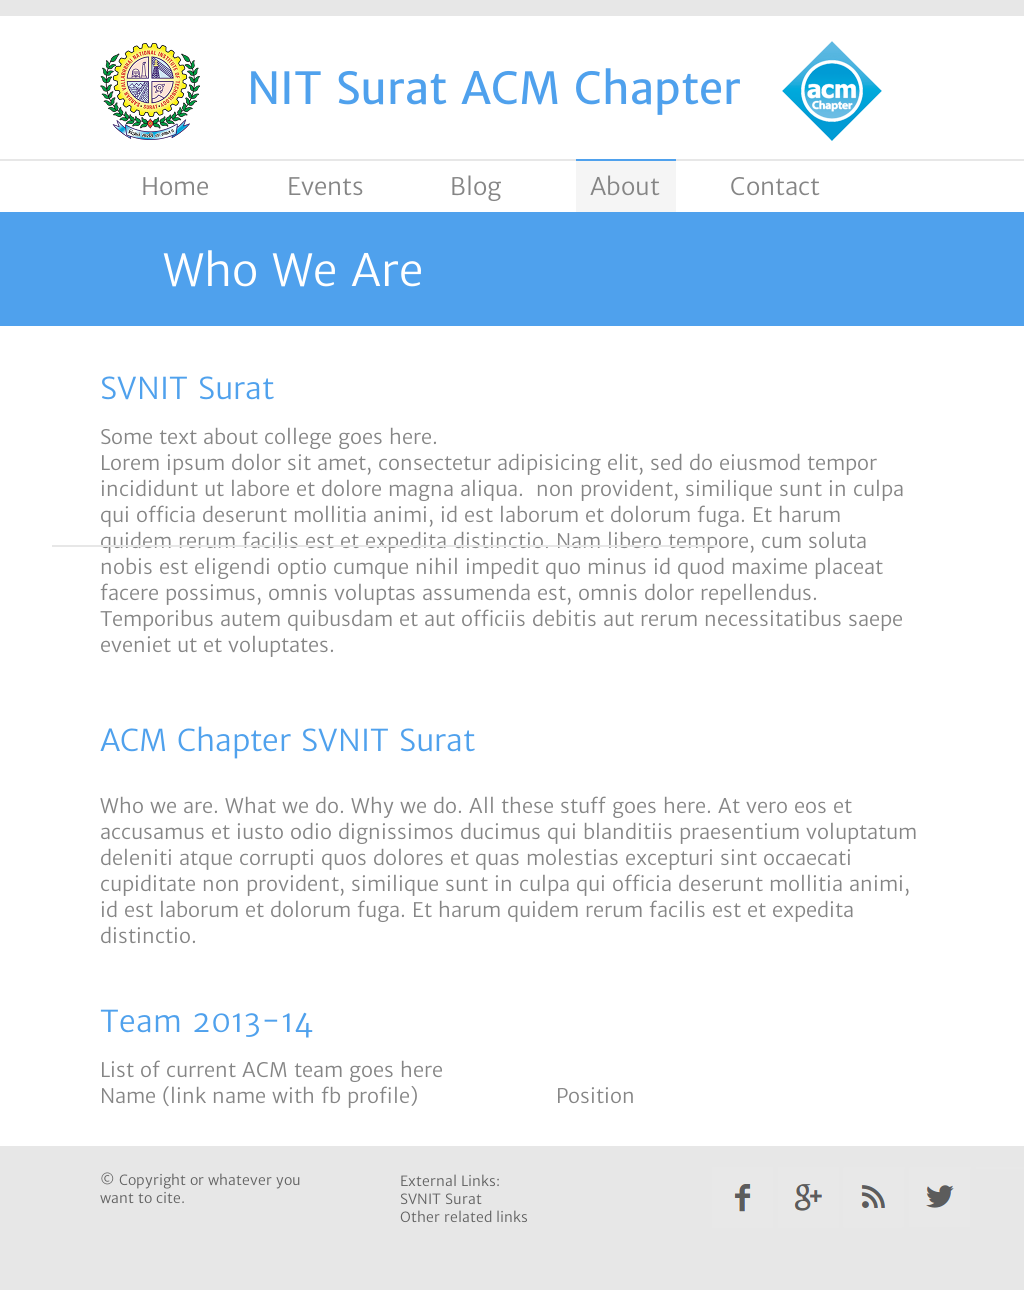 NIT Surat ACM Chapter
acm
Chapter
Home Events Blog About Contact
Who We Are
SVNIT Surat
Some text about college goes here.
Lorem ipsum dolor sit amet, consectetur adipisicing elit, sed do eiusmod tempor
incididunt ut labore et dolore magna aliqua.  non provident, similique sunt in culpa
qui officia deserunt mollitia animi, id est laborum et dolorum fuga. Et harum
quidem rerum facilis est et expedita distinctio. Nam libero tempore, cum soluta
nobis est eligendi optio cumque nihil impedit quo minus id quod maxime placeat
facere possimus, omnis voluptas assumenda est, omnis dolor repellendus.
Temporibus autem quibusdam et aut officiis debitis aut rerum necessitatibus saepe
eveniet ut et voluptates.
ACM Chapter SVNIT Surat
Who we are. What we do. Why we do. All these stuff goes here. At vero eos et
accusamus et iusto odio dignissimos ducimus qui blanditiis praesentium voluptatum
deleniti atque corrupti quos dolores et quas molestias excepturi sint occaecati
cupiditate non provident, similique sunt in culpa qui officia deserunt mollitia animi,
id est laborum et dolorum fuga. Et harum quidem rerum facilis est et expedita
distinctio.
Team 2013-14
List of current ACM team goes here
Name (link name with fb profile) Position
© Copyright or whatever you
want to cite.
External Links:
SVNIT Surat
Other related links